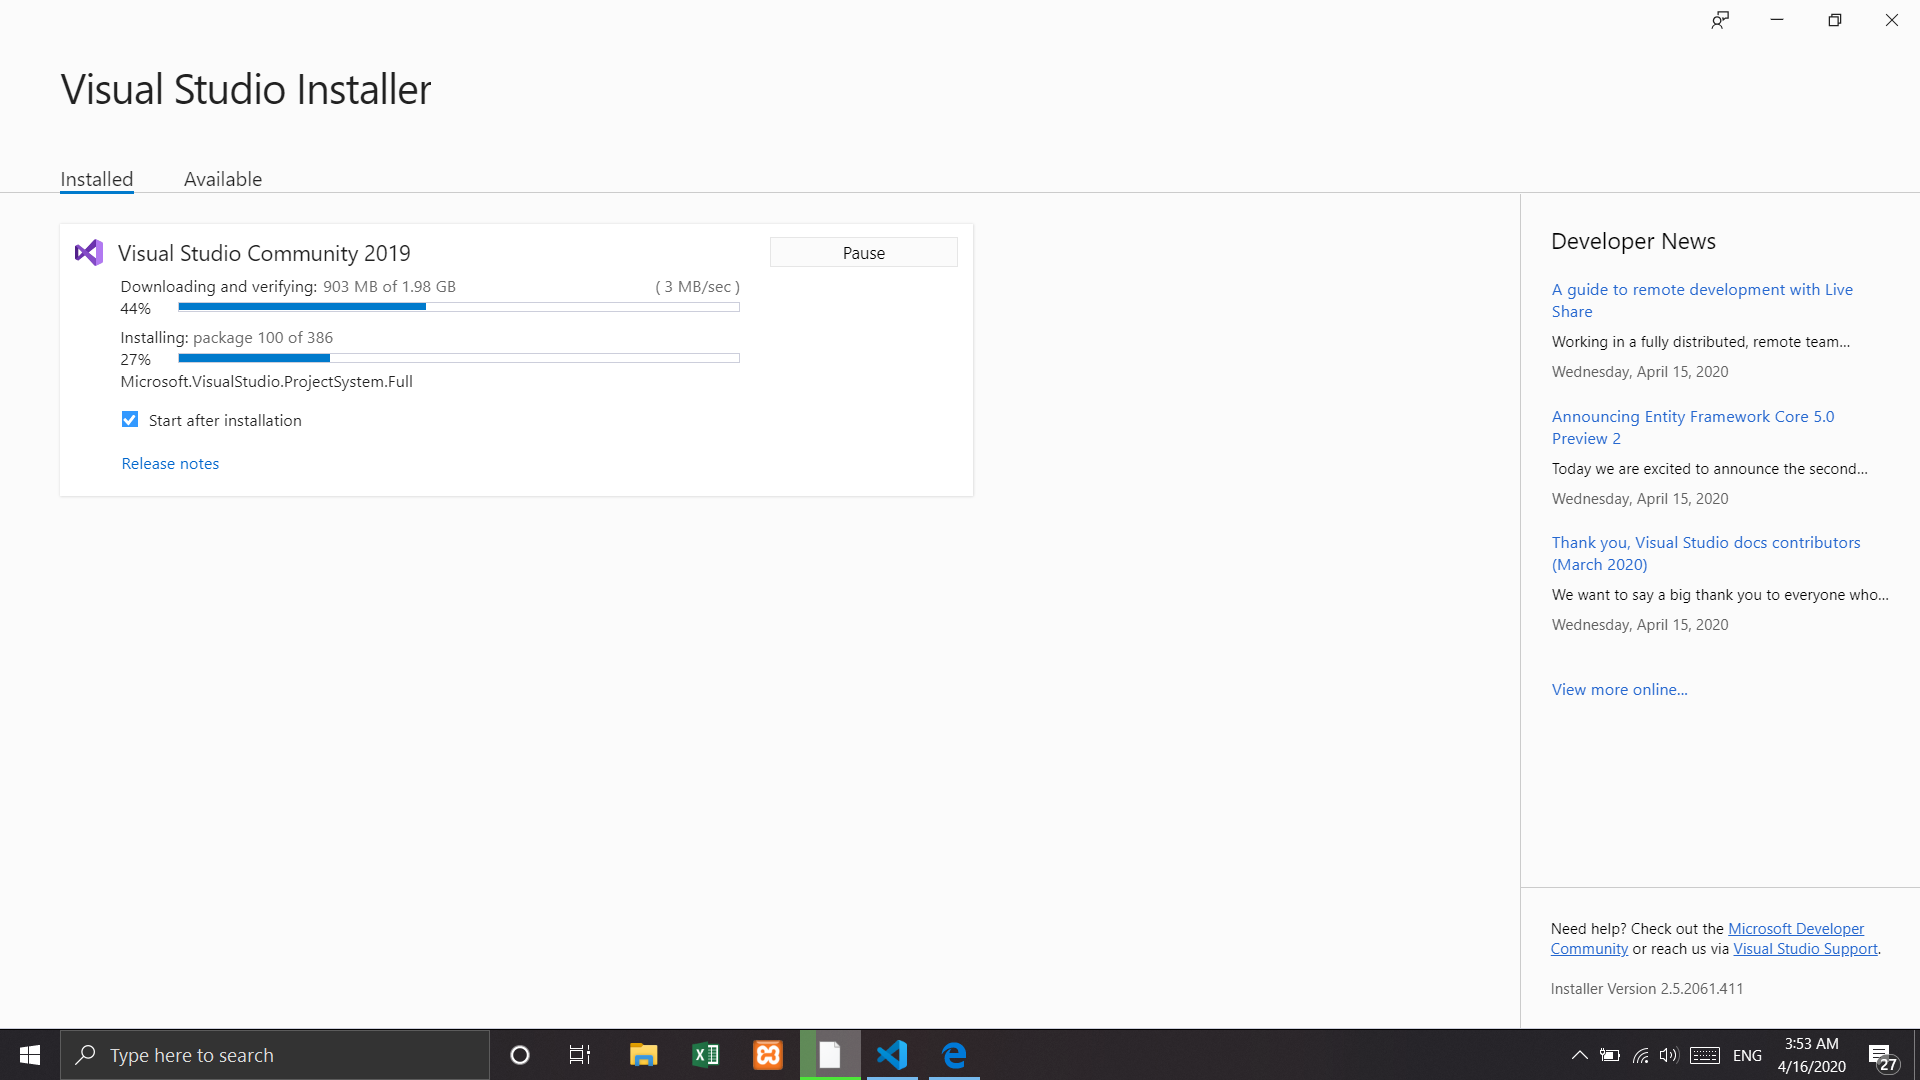 Visual Studio Installer
Installed
Available
Visual Studio Community 2019
Pause
Downloading and verifying: 903 MB of 1.98 GB
( 3 MB/sec )
44%
Installing: package 100 of 386
27%
Microsoft.VisualStudio.ProjectSystem.Full
Start after installation
Release notes
Developer News
A guide to remote development with Live
Share
Working in a fully distributed, remote team...
Wednesday, April 15, 2020
Announcing Entity Framework Core 5.0
Preview 2
Today we are excited to announce the second...
Wednesday, April 15, 2020
Thank you, Visual Studio docs contributors
(March 2020)
We want to say a big thank you to everyone who...
Wednesday, April 15, 2020
View more online...
Need help? Check out the Microsoft Developer
Community or reach us via Visual Studio Support.
Installer Version 2.5.2061.411
Type here to search
ENG
3:53 AM
4/16/2020
27